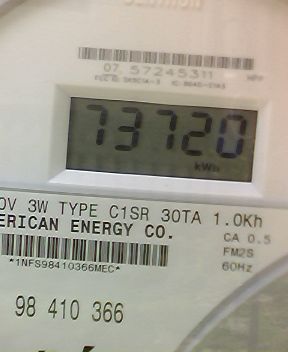 07 57245311
73720
kWh
0V 3W TYPE C1SR 30TA 1.0Kh
ERICAN ENERGY CO.
CA 0.5
FM2S
60Hz
*1NFS98410366MEC*
98 410 366